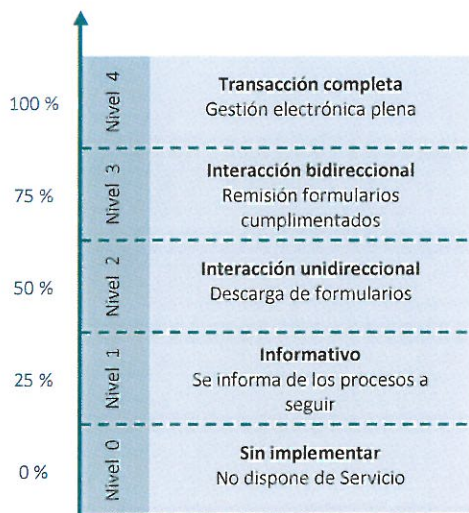 100 %
Nivel 4
Transacción completa
Gestión electrónica plena
75 %
Nivel 3
Interacción bidireccional
Remisión formularios
cumplimentados
50 %
Nivel 2
Interacción unidireccional
Descarga de formularios
25 %
Nivel 1
Informativo
Se informa de los procesos a
seguir
0 %
Nivel 0
Sin implementar
No dispone de Servicio